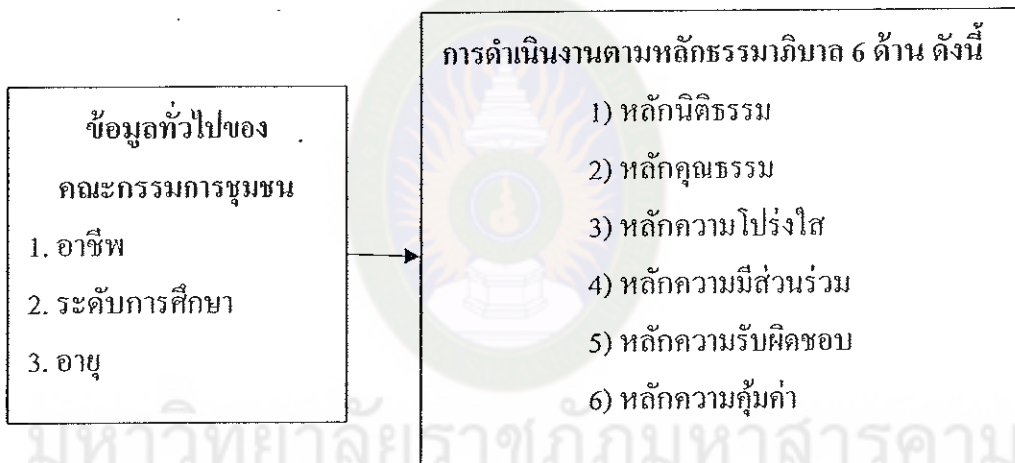 ข้อมูลทั่วไปของ
คณะกรรมการชุมชน
1. อาชีพ
2. ระดับการศึกษา
3. อายุ
การดำเนินงานตามหลักธรรมาภิบาล 6 ด้าน ดังนี้
1) หลักนิติธรรม
2) หลักคุณธรรม
3) หลักความโปร่งใส
4) หลักความมีส่วนร่วม
5) หลักความรับผิดชอบ
6) หลักความคุ้มค่า
มหาวิทยาลัยราชภัฏมหาสารคาม